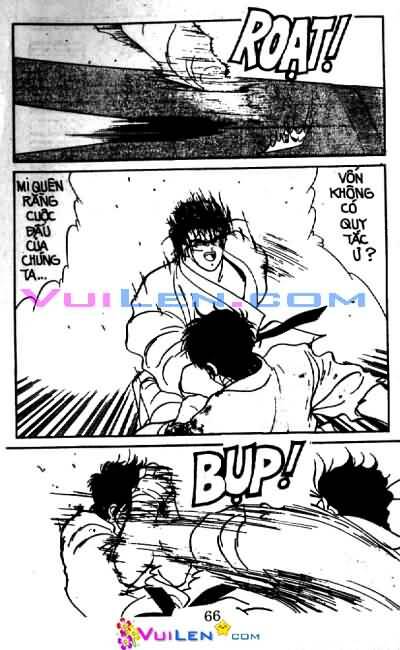 ROẠT!
MI QUÊN
RẰNG
CUỘC
ĐẤU
CỦA
CHÚNG
TA...
VỐN
KHÔNG
CÓ
QUY
TẮC
Ử?
VUILEN.COM
BỤP!
66
VUILEN.COM